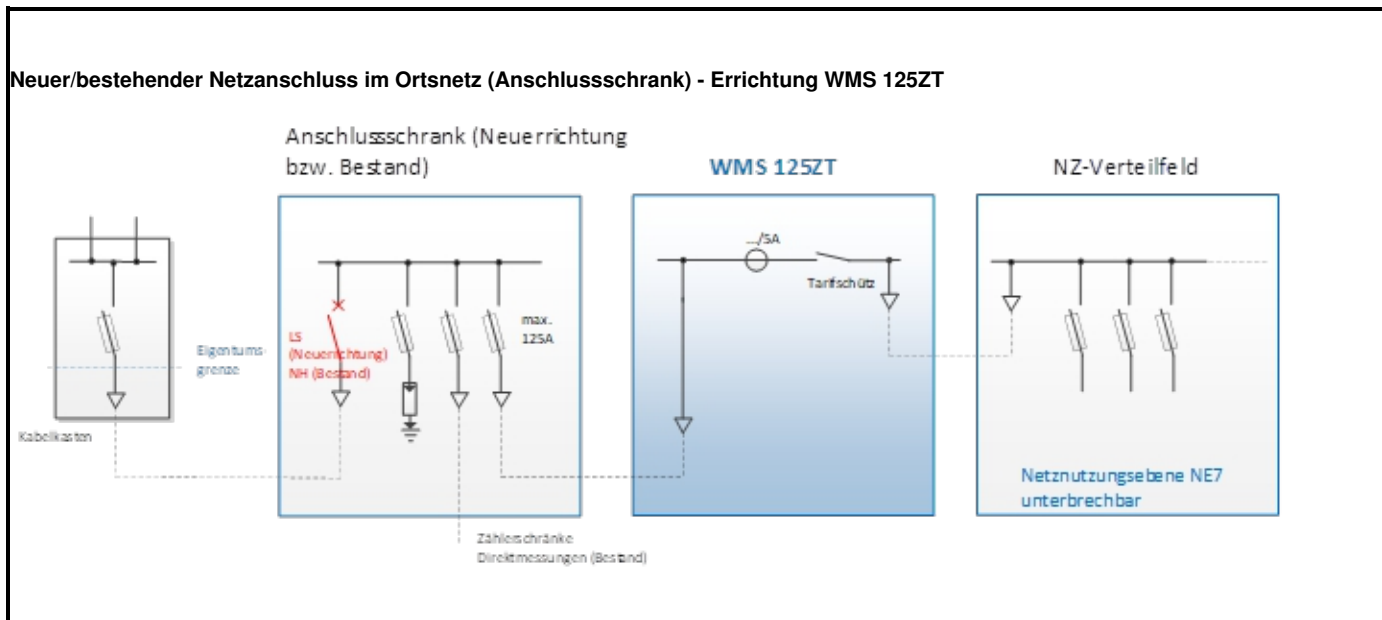 Neuer/bestehender Netzanschluss im Ortsnetz (Anschlussschrank) - Errichtung WMS 125ZT
Anschlussschrank (Neuerrichtung
bzw. Bestand)
WMS 125ZT
NZ-Verteilfeld
.../5A
Tarifschütz
max.
125A
LS
(Neuerrichtung)
NH (Bestand)
Eigentums-
grenze
Kabelkasten
Netznutzungsebene NE7
unterbrechbar
Zählerschränke
Direktmessungen (Bestand)